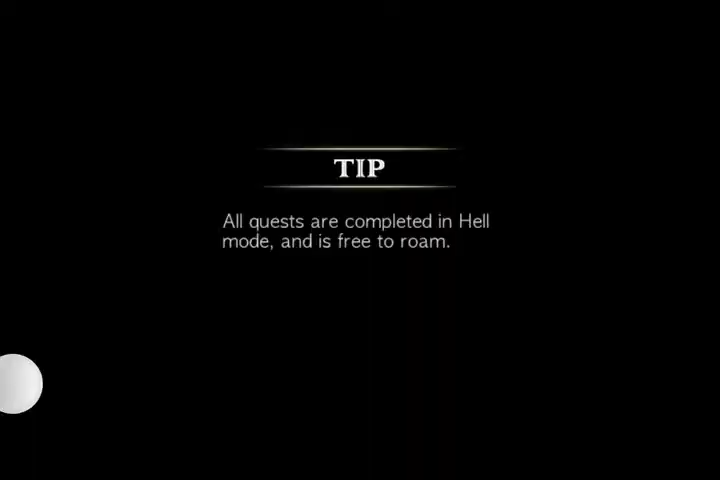 TIP
All quests are completed in Hell
mode, and is free to roam.